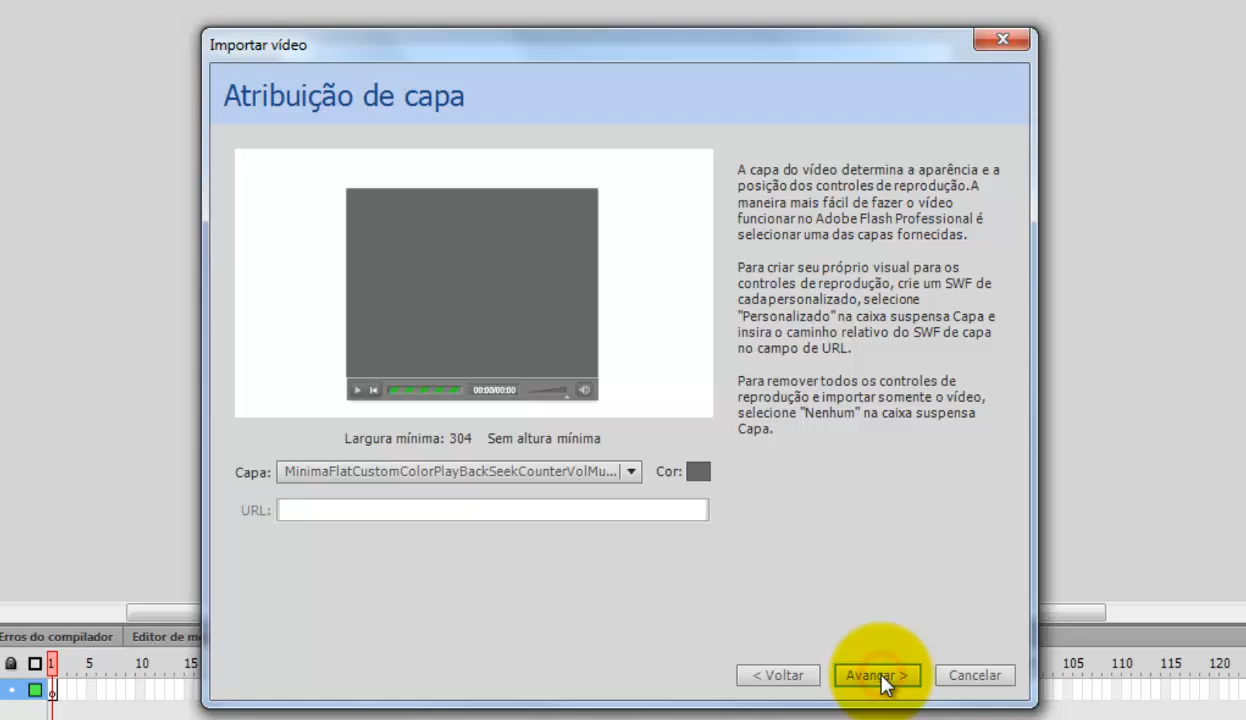 Importar vídeo
Atribuição de capa
A capa do vídeo determina a aparência e a
posição dos controles de reprodução.A
maneira mais fácil de fazer o vídeo
funcionar no Adobe Flash Professional é
selecionar uma das capas fornecidas.
Para criar seu próprio visual para os
controles de reprodução, crie um SWF de
cada personalizado, selecione
"Personalizado" na caixa suspensa Capa e
insira o caminho relativo do SWF de capa
no campo de URL.
Para remover todos os controles de
reprodução e importar somente o vídeo,
selecione "Nenhum" na caixa suspensa
Capa.
00:00/00:00
Largura mínima: 304 Sem altura mínima
Capa: MinimaFlatCustomColorPlayBackSeekCounterVolMu... Cor:
URL:
Erros do compilador Editor de m
< Voltar Avançar > Cancelar
1 5 10 15 105 110 115 120